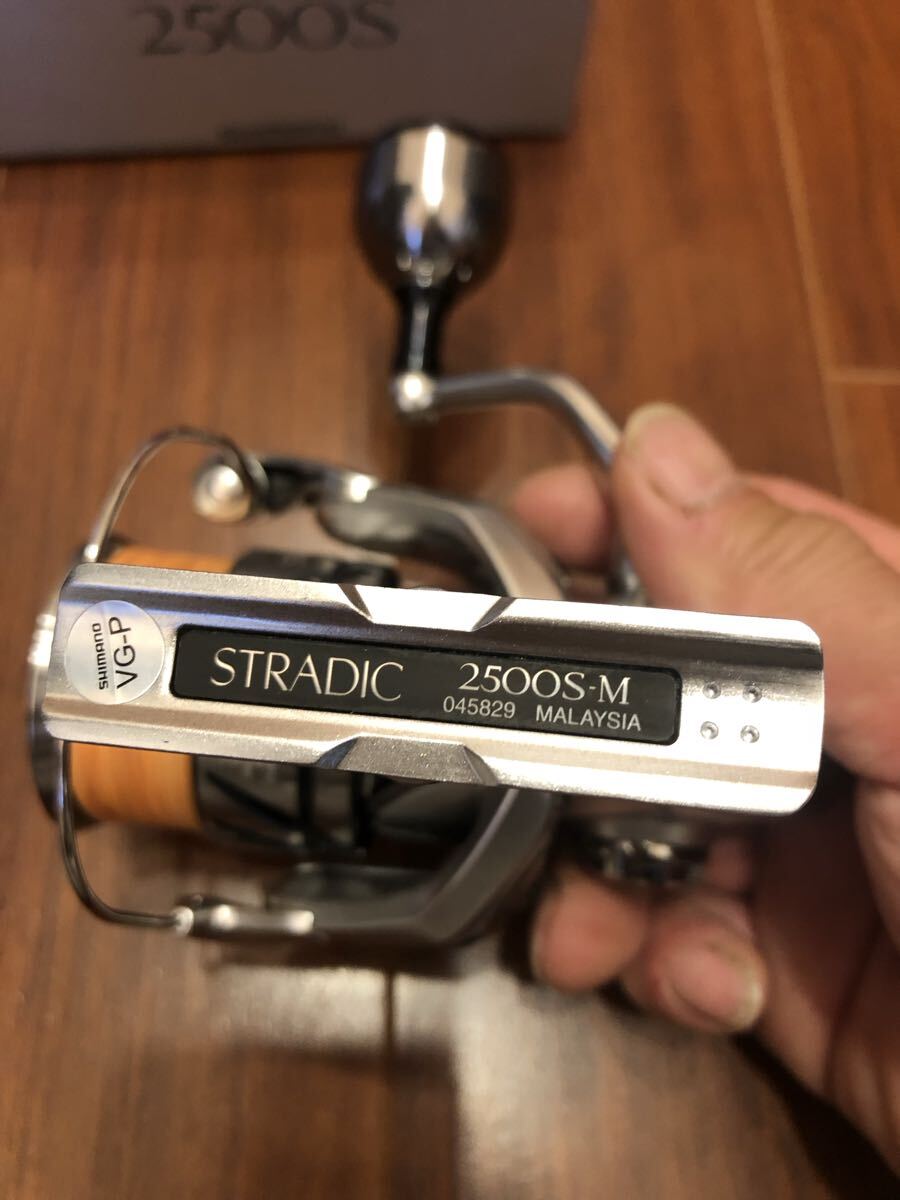 2500S
SHIMANO
VG-P
STRADIC 2500S-M
045829 MALAYSIA